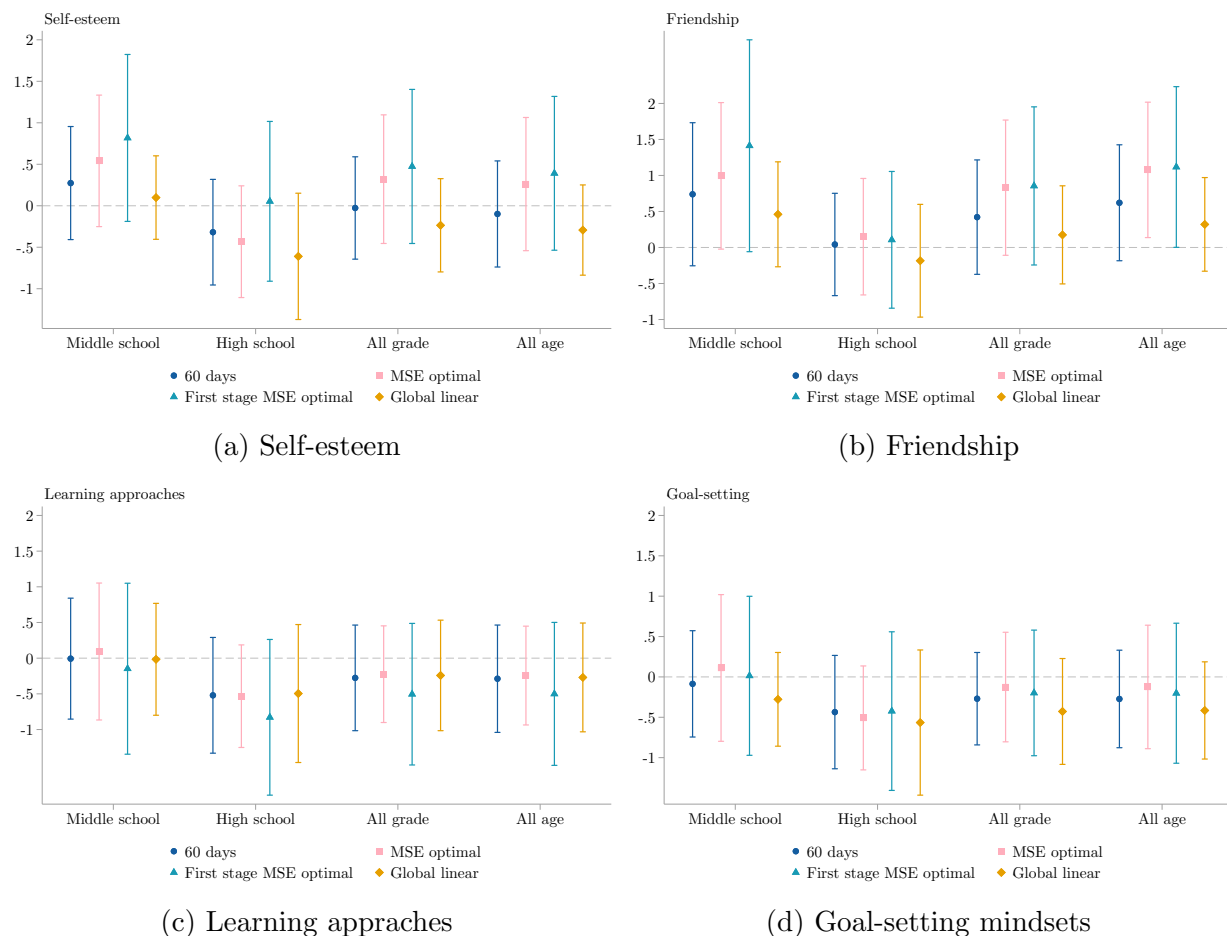 Self-esteem
2
1.5
1
.5
0
-.5
-1
Middle school High school All grade All age
60 days MSE optimal
First stage MSE optimal Global linear
(a) Self-esteem
Friendship
2
1.5
1
.5
0
-.5
-1
Middle school High school All grade All age
60 days MSE optimal
First stage MSE optimal Global linear
(b) Friendship
Learning approaches
2
1.5
1
.5
0
-.5
-1
Middle school High school All grade All age
60 days MSE optimal
First stage MSE optimal Global linear
(c) Learning appraches
Goal-setting
2
1.5
1
.5
0
-.5
-1
Middle school High school All grade All age
60 days MSE optimal
First stage MSE optimal Global linear
(d) Goal-setting mindsets